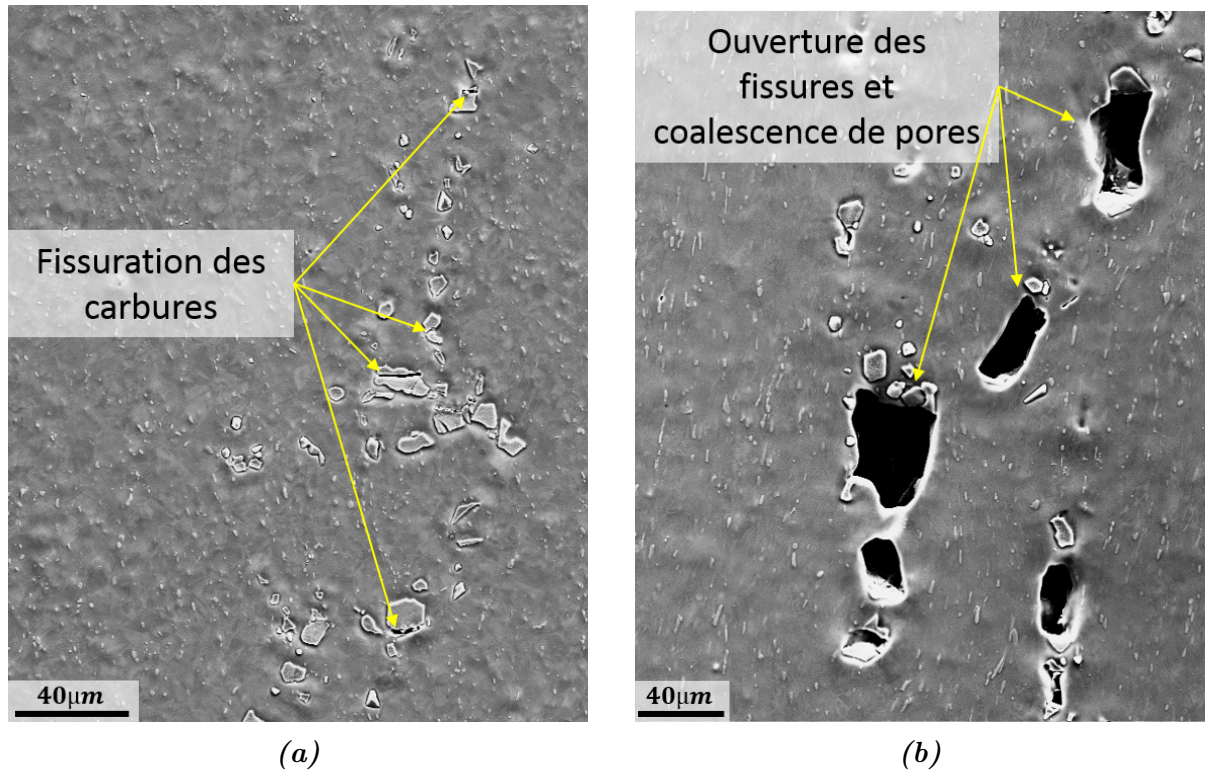 Fissuration des
carbures
40µm
(a)
Ouverture des
fissures et
coalescence de pores
40µm
(b)